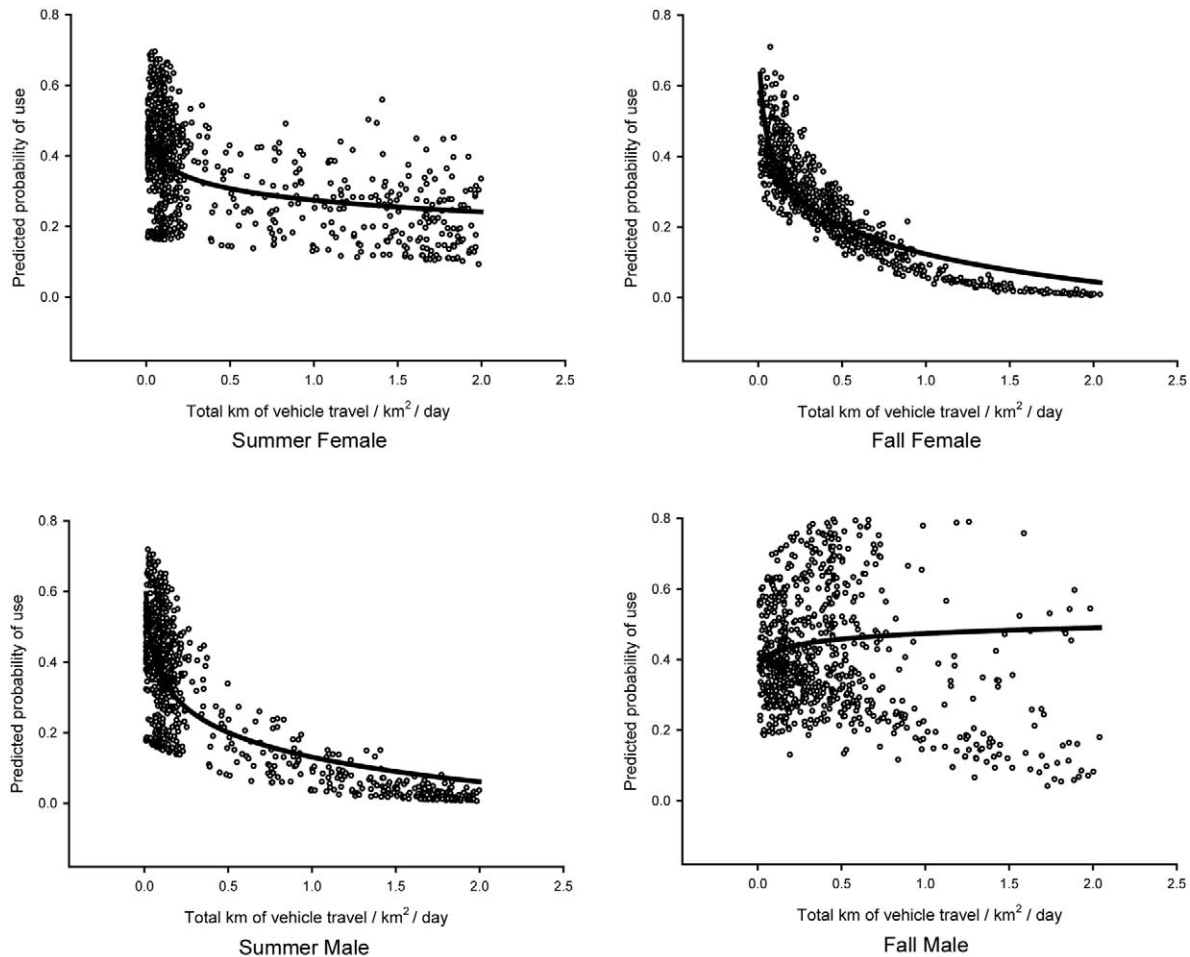 0.8
0.6
0.4
0.2
0.0
Predicted probability of use
0.0 0.5 1.0 1.5 2.0 2.5
Total km of vehicle travel / km² / day
Summer Female
0.8
0.6
0.4
0.2
0.0
Predicted probability of use
0.0 0.5 1.0 1.5 2.0 2.5
Total km of vehicle travel / km² / day
Fall Female
0.8
0.6
0.4
0.2
0.0
Predicted probability of use
0.0 0.5 1.0 1.5 2.0 2.5
Total km of vehicle travel / km² / day
Summer Male
0.8
0.6
0.4
0.2
0.0
Predicted probability of use
0.0 0.5 1.0 1.5 2.0 2.5
Total km of vehicle travel / km² / day
Fall Male